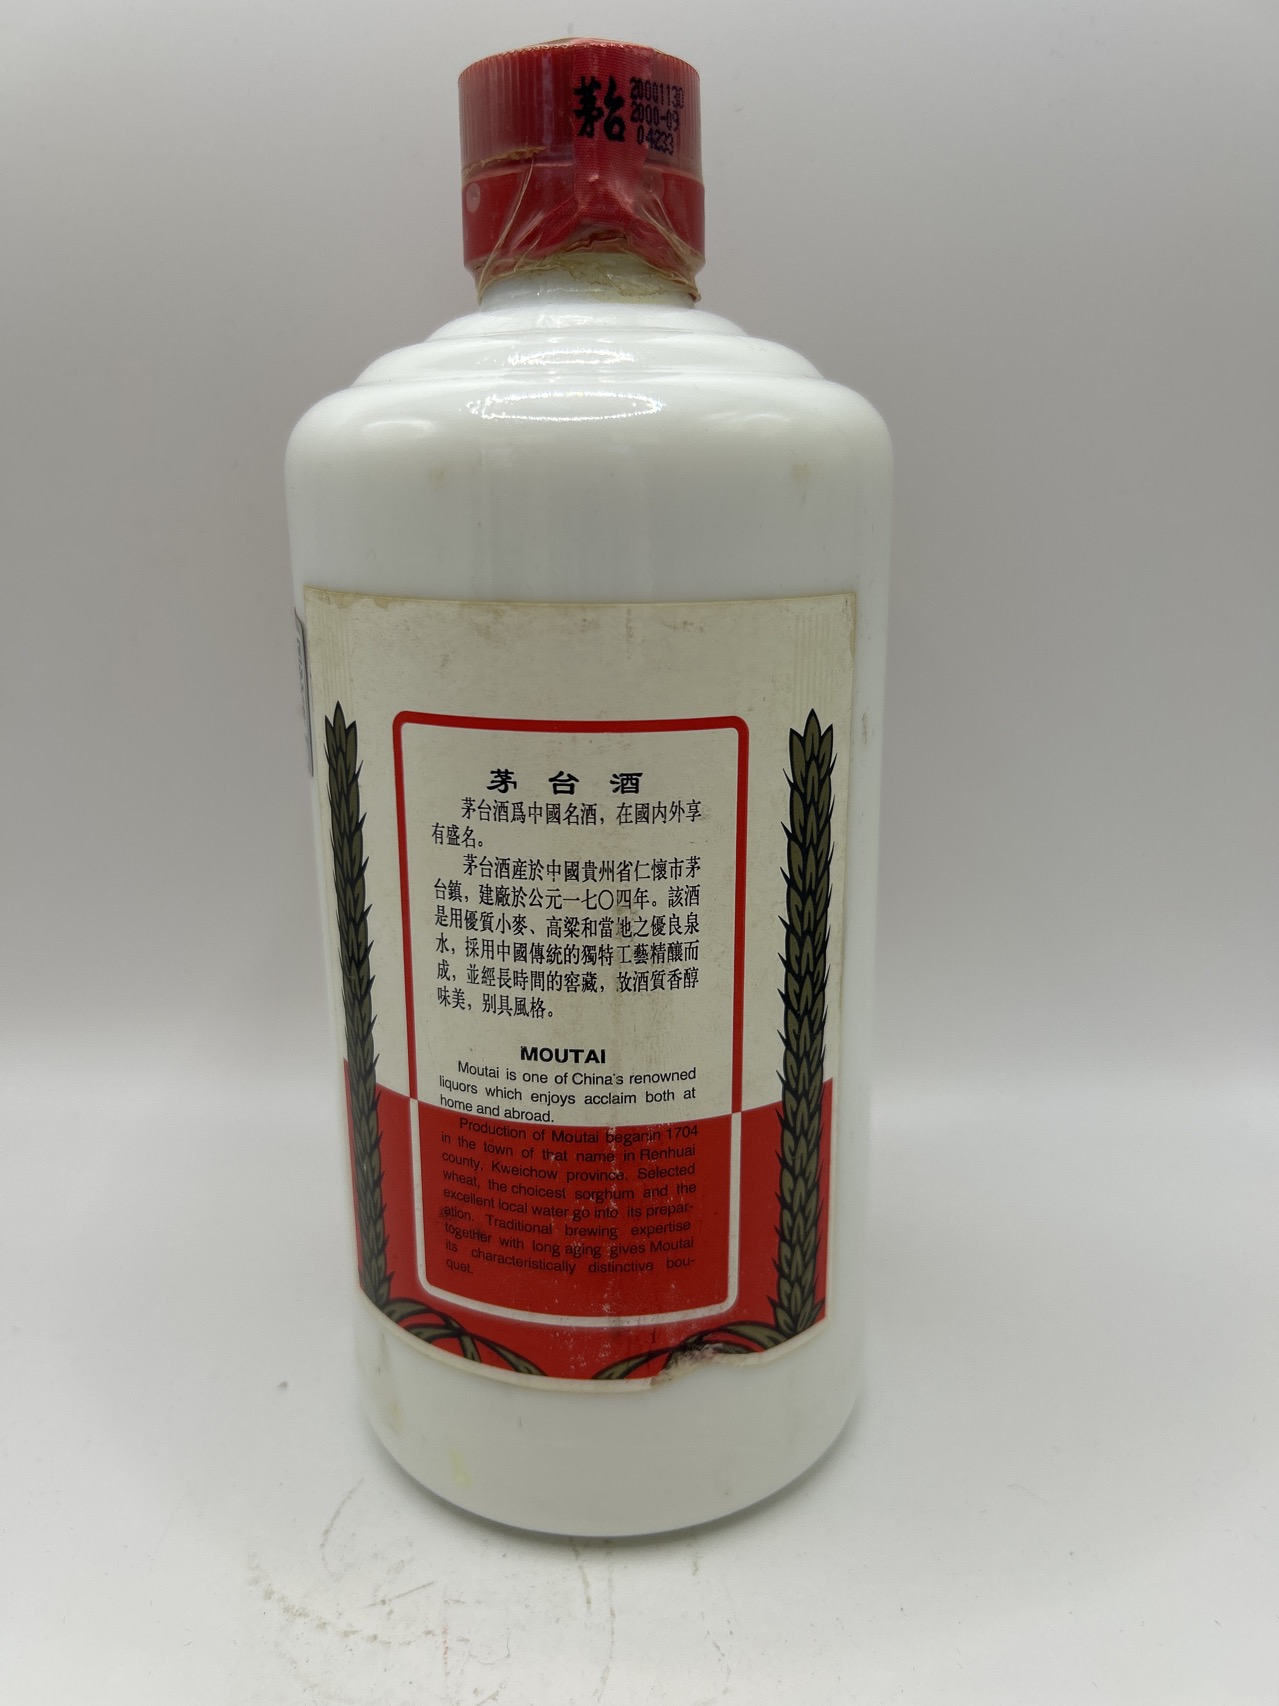 茅台
20001130
2000-09
04233
茅台酒
茅台酒爲中國名酒，在國内外享
有盛名。
茅台酒産於中國貴州省仁懷市茅
台鎮，建廠於公元一七〇四年。該酒
是用優質小麥、高粱和當地之優良泉
水，採用中國傳統的獨特工藝精釀而
成，並經長時間的窖藏，故酒質香醇
味美，别具風格。
MOUTAI
Moutai is one of China's renowned
liquors which enjoys acclaim both at
home and abroad.
Production of Moutai began in 1704
in the town of that name in Renhuai
county, Kweichow province. Selected
wheat, the choicest sorghum and the
excellent local water go into its prepar-
ation. Traditional brewing expertise
together with long aging gives Moutai
its characteristically distinctive bou-
quet.